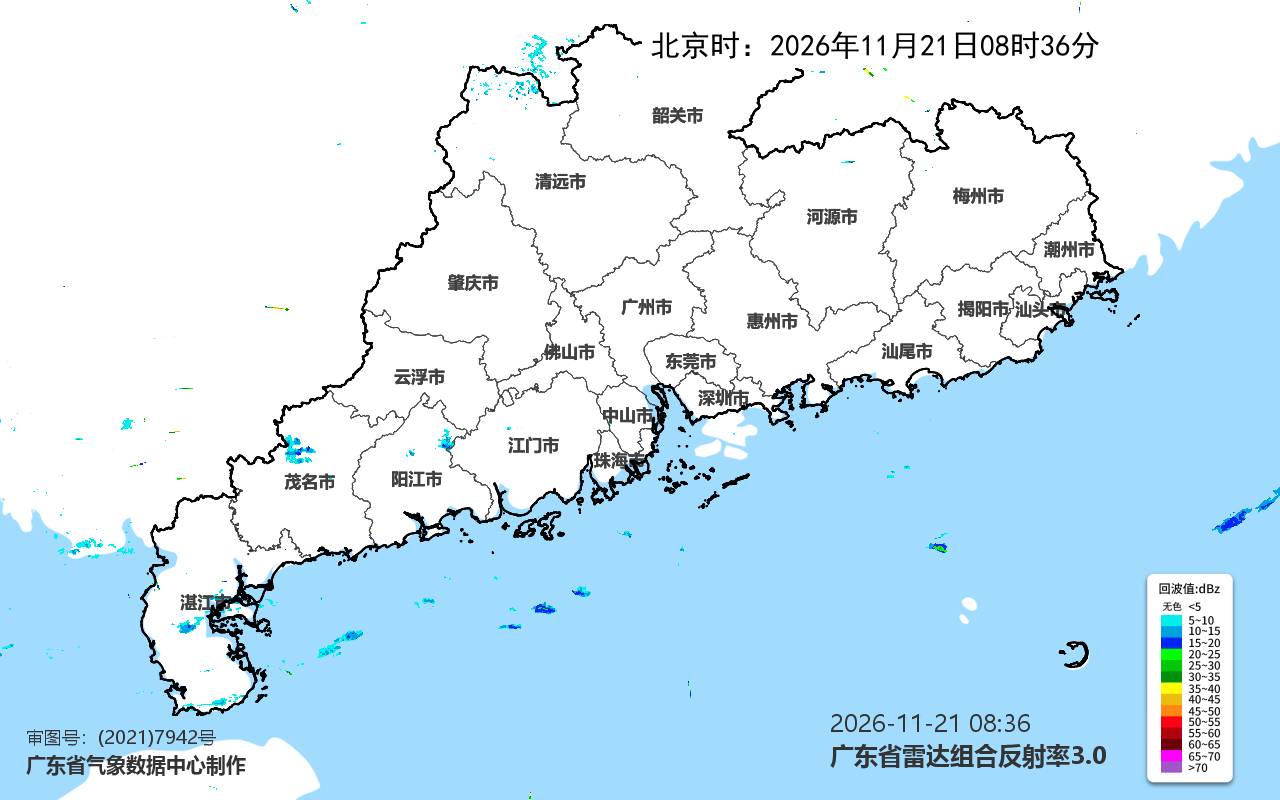 北京时：2026年11月21日08时36分
韶关市
清远市
梅州市
河源市
潮州市
肇庆市
广州市
揭阳市
汕头市
惠州市
佛山市
汕尾市
东莞市
云浮市
深圳市
中山市
江门市
珠海市
阳江市
茂名市
湛江市
回波值:dBz
无色 <5
5~10
10~15
15~20
20~25
25~30
30~35
35~40
40~45
45~50
50~55
55~60
60~65
65~70
>70
审图号：(2021)7942号
广东省气象数据中心制作
2026-11-21 08:36
广东省雷达组合反射率3.0